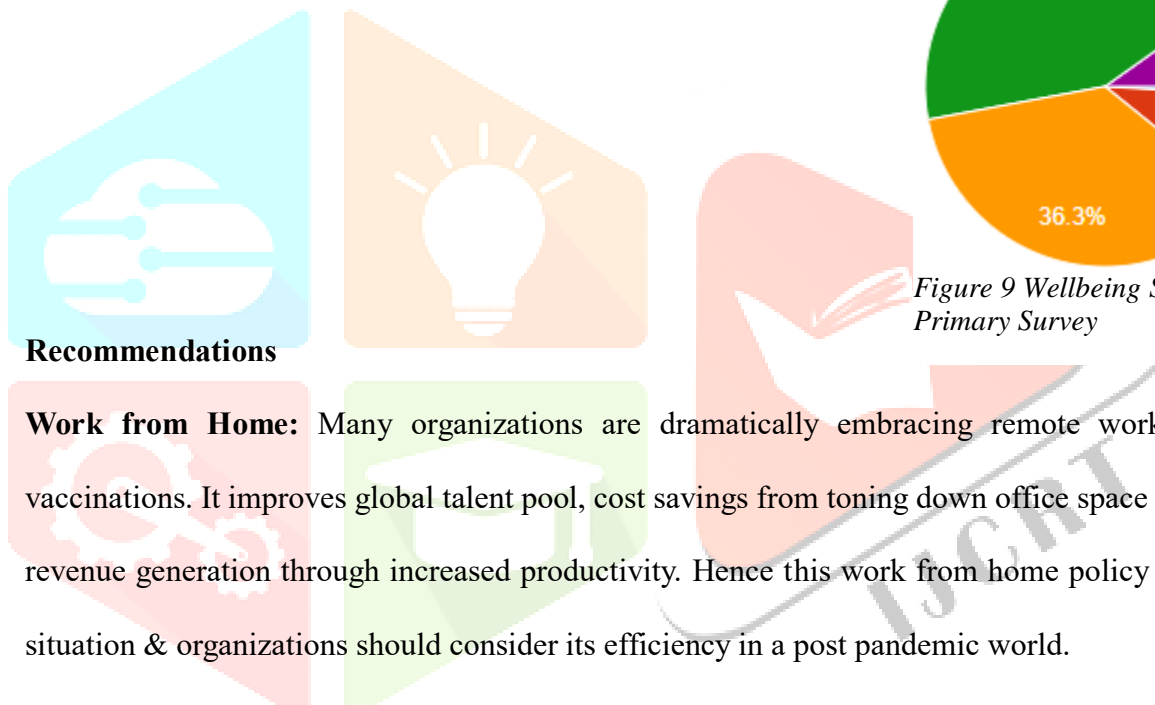 36.3%
Figure 9 Wellbeing S
Primary Survey
Recommendations
Work from Home: Many organizations are dramatically embracing remote work
vaccinations. It improves global talent pool, cost savings from toning down office space
revenue generation through increased productivity. Hence this work from home policy
situation & organizations should consider its efficiency in a post pandemic world.
IJCRT